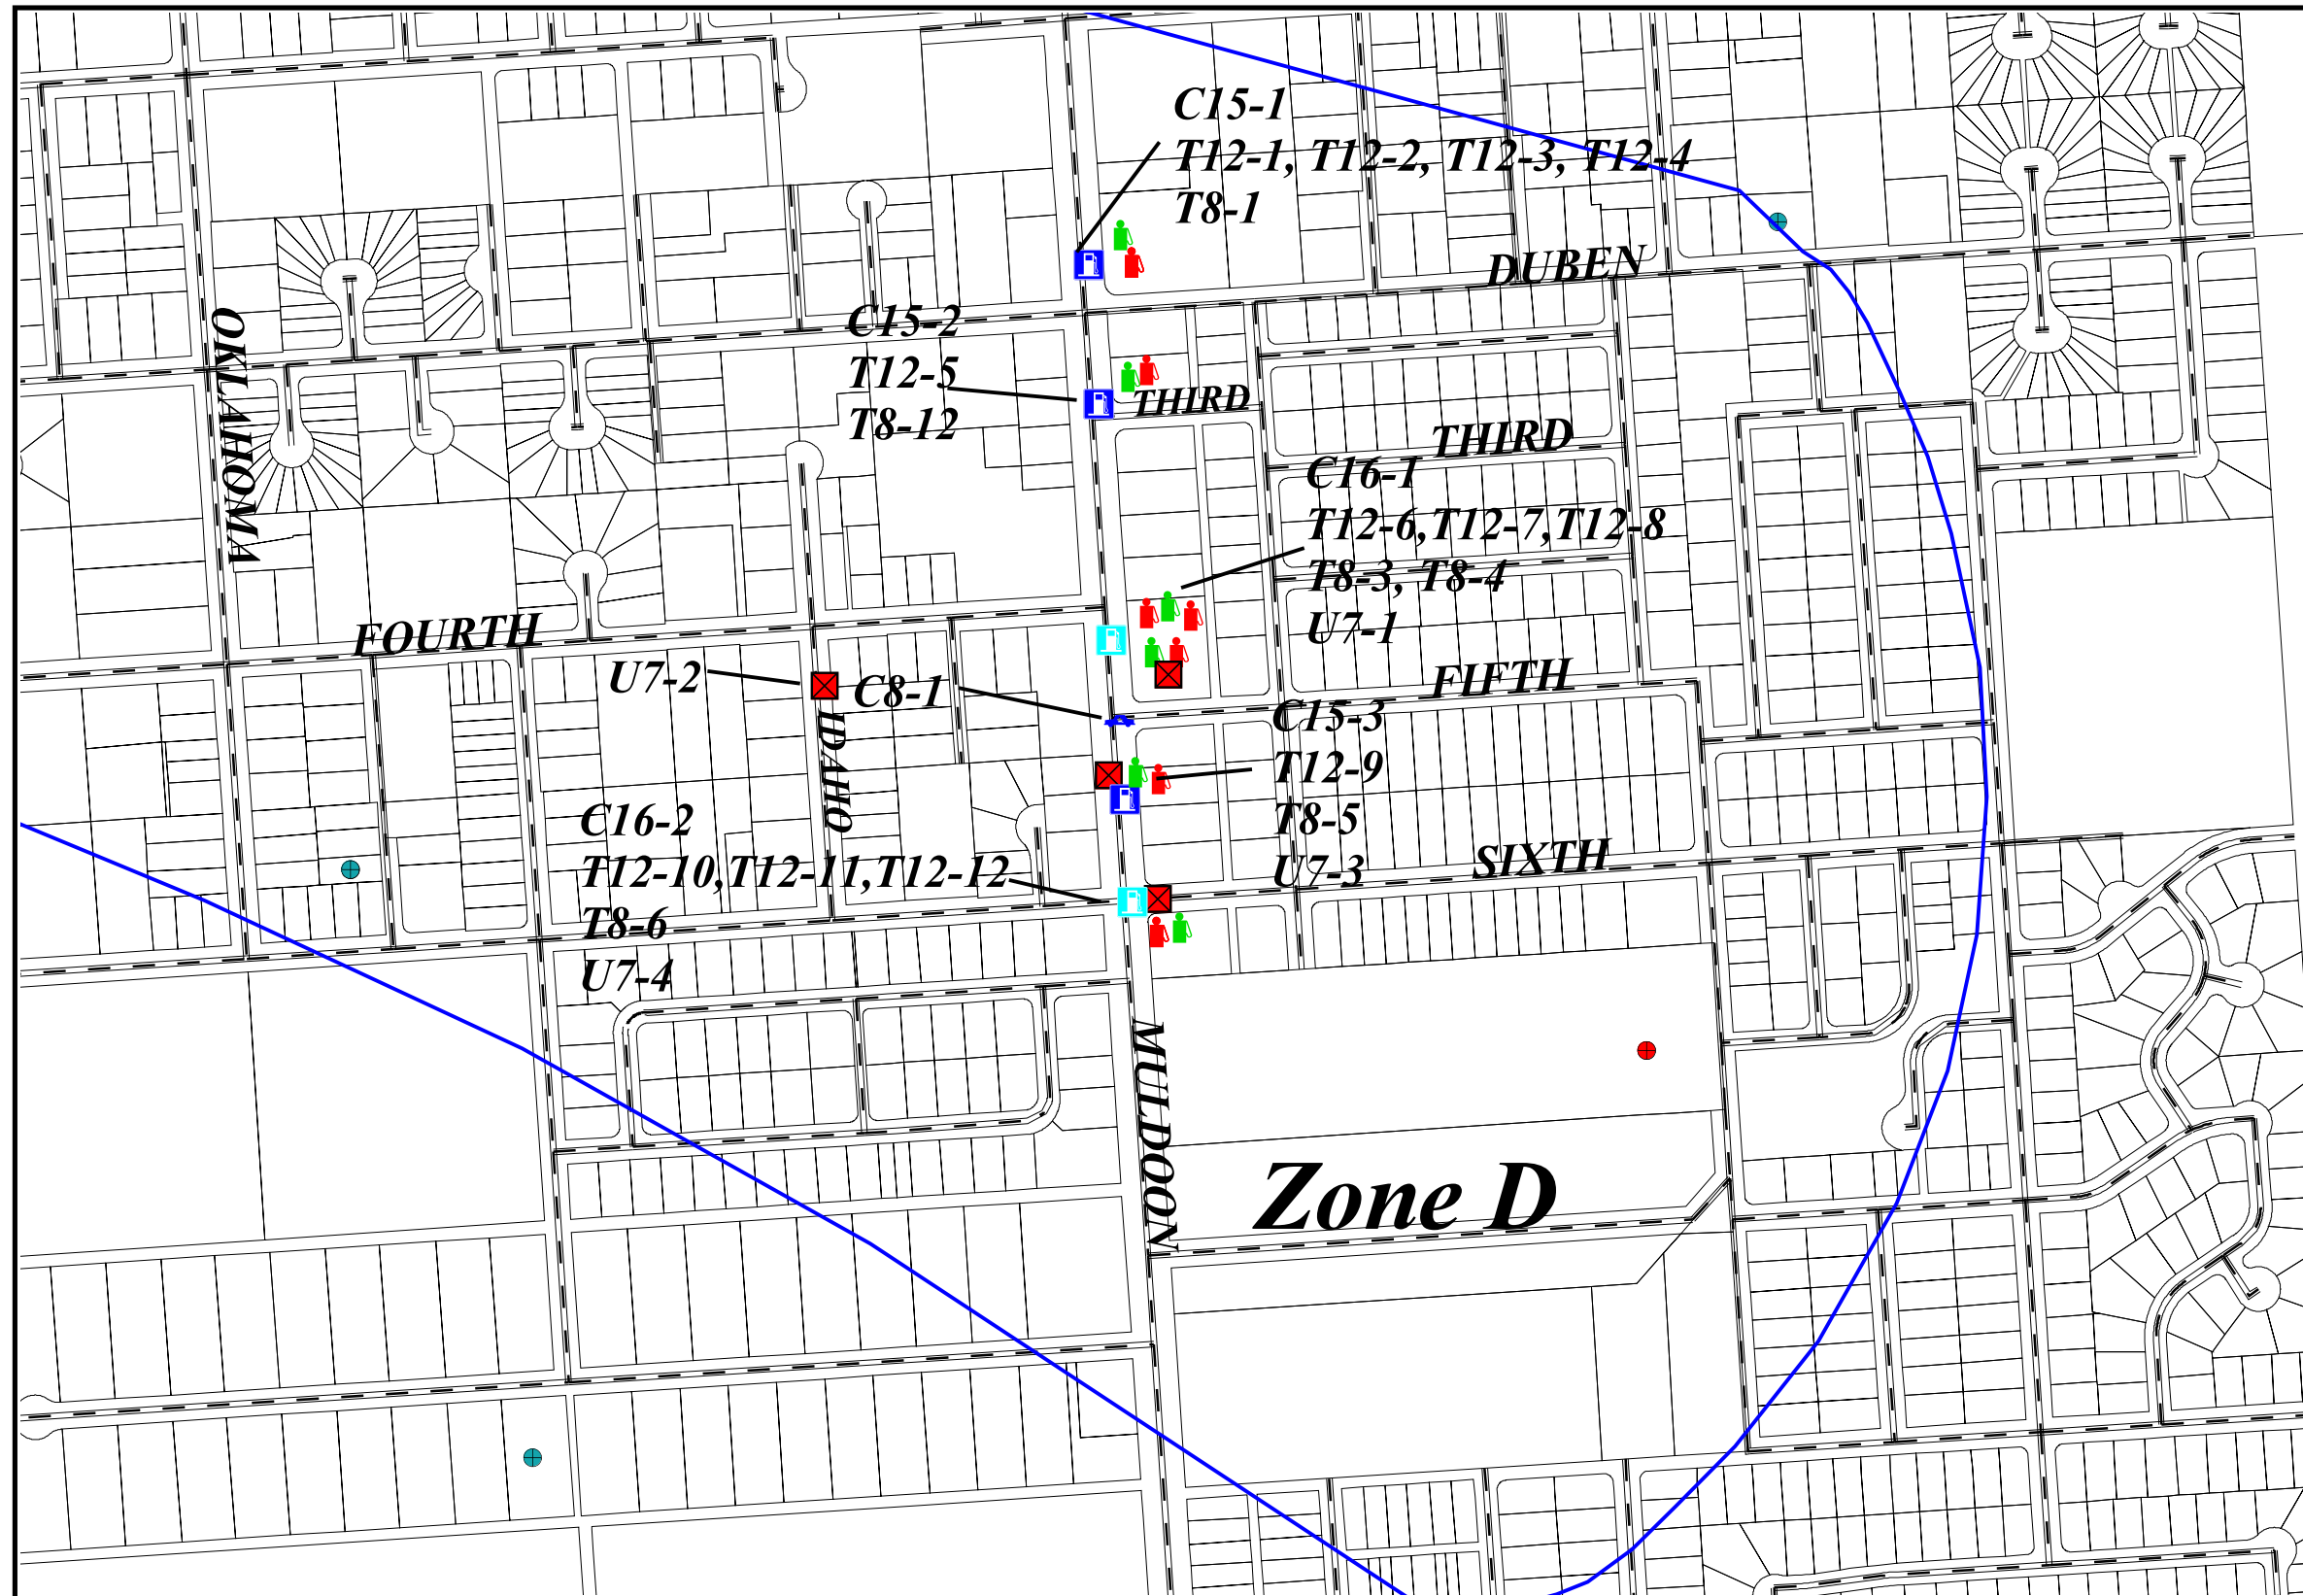 C15-1
T12-1, T12-2, T12-3, T12-4
T8-1
DUBEN
OKLAHOMA
C15-2
T12-5
T8-12
THIRD
THIRD
C16-1
T12-6,T12-7,T12-8
T8-3, T8-4
U7-1
FOURTH
U7-2
C8-1
FIFTH
IDAHO
C15-3
T12-9
T8-5
U7-3
SIXTH
C16-2
T12-10,T12-11,T12-12
T8-6
U7-4
MULDOON
Zone D